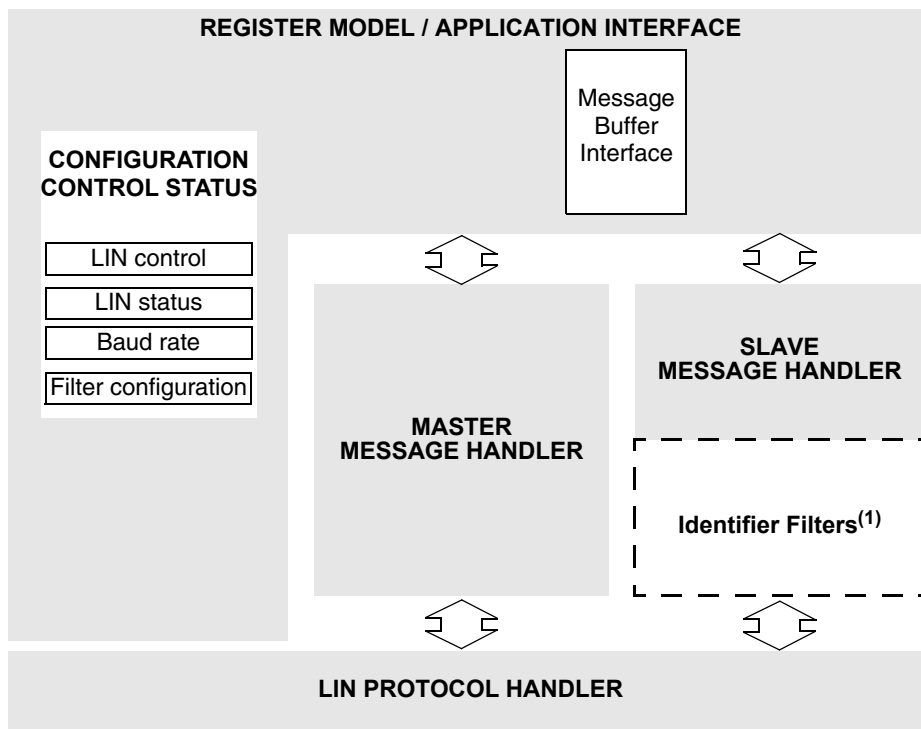 REGISTER MODEL / APPLICATION INTERFACE
Message
Buffer
Interface
CONFIGURATION
CONTROL STATUS
LIN control
LIN status
Baud rate
Filter configuration
MASTER
MESSAGE HANDLER
SLAVE
MESSAGE HANDLER
Identifier Filters(1)
LIN PROTOCOL HANDLER